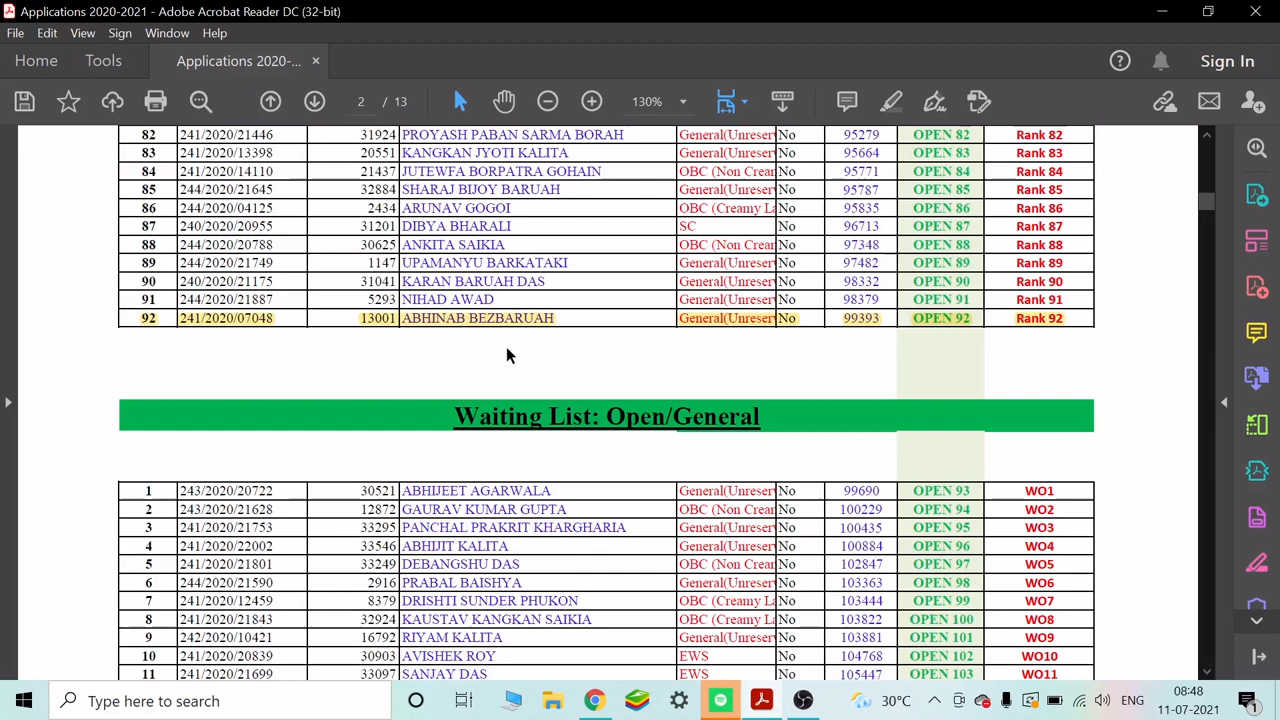 Applications 2020-2021 - Adobe Acrobat Reader DC (32-bit)
File Edit View Sign Window Help
Home Tools Applications 2020-... × Sign In
2 / 13 130%
82 241/2020/21446 31924 PROYASH PABAN SARMA BORAH General(Unreser No 95279 OPEN 82 Rank 82
83 241/2020/13398 20551 KANGKAN JYOTI KALITA General(Unreser No 95664 OPEN 83 Rank 83
84 241/2020/14110 21437 JUTEWFA BORPATRA GOHAIN OBC (Non Crear No 95771 OPEN 84 Rank 84
85 244/2020/21645 32884 SHARAJ BIJOY BARUAH General(Unreser No 95787 OPEN 85 Rank 85
86 244/2020/04125 2434 ARUNAV GOGOI OBC (Creamy La No 95835 OPEN 86 Rank 86
87 240/2020/20955 31201 DIBYA BHARALI SC No 96713 OPEN 87 Rank 87
88 244/2020/20788 30625 ANKITA SAIKIA OBC (Non Crear No 97348 OPEN 88 Rank 88
89 244/2020/21749 1147 UPAMANYU BARKATAKI General(Unreser No 97482 OPEN 89 Rank 89
90 240/2020/21175 31041 KARAN BARUAH DAS General(Unreser No 98332 OPEN 90 Rank 90
91 244/2020/21887 5293 NIHAD AWAD General(Unreser No 98379 OPEN 91 Rank 91
92 241/2020/07048 13001 ABHINAB BEZBARUAH General(Unreser No 99393 OPEN 92 Rank 92
Waiting List: Open/General
1 243/2020/20722 30521 ABHIJEET AGARWALA General(Unreser No 99690 OPEN 93 WO1
2 243/2020/21628 12872 GAURAV KUMAR GUPTA OBC (Non Crear No 100229 OPEN 94 WO2
3 241/2020/21753 33295 PANCHAL PRAKRIT KHARGHARIA General(Unreser No 100435 OPEN 95 WO3
4 241/2020/22002 33546 ABHIJIT KALITA General(Unreser No 100884 OPEN 96 WO4
5 241/2020/21801 33249 DEBANGSHU DAS OBC (Non Crear No 102847 OPEN 97 WO5
6 244/2020/21590 2916 PRABAL BAISHYA General(Unreser No 103363 OPEN 98 WO6
7 241/2020/12459 8379 DRISHTI SUNDER PHUKON OBC (Creamy La No 103444 OPEN 99 WO7
8 241/2020/21843 32924 KAUSTAV KANGKAN SAIKIA OBC (Creamy La No 103822 OPEN 100 WO8
9 242/2020/10421 16792 RIYAM KALITA General(Unreser No 103881 OPEN 101 WO9
10 241/2020/20839 30903 AVISHEK ROY EWS No 104768 OPEN 102 WO10
11 241/2020/21699 33097 SANJAY DAS EWS No 105447 OPEN 103 WO11
Type here to search 30°C ENG 08:48
11-07-2021